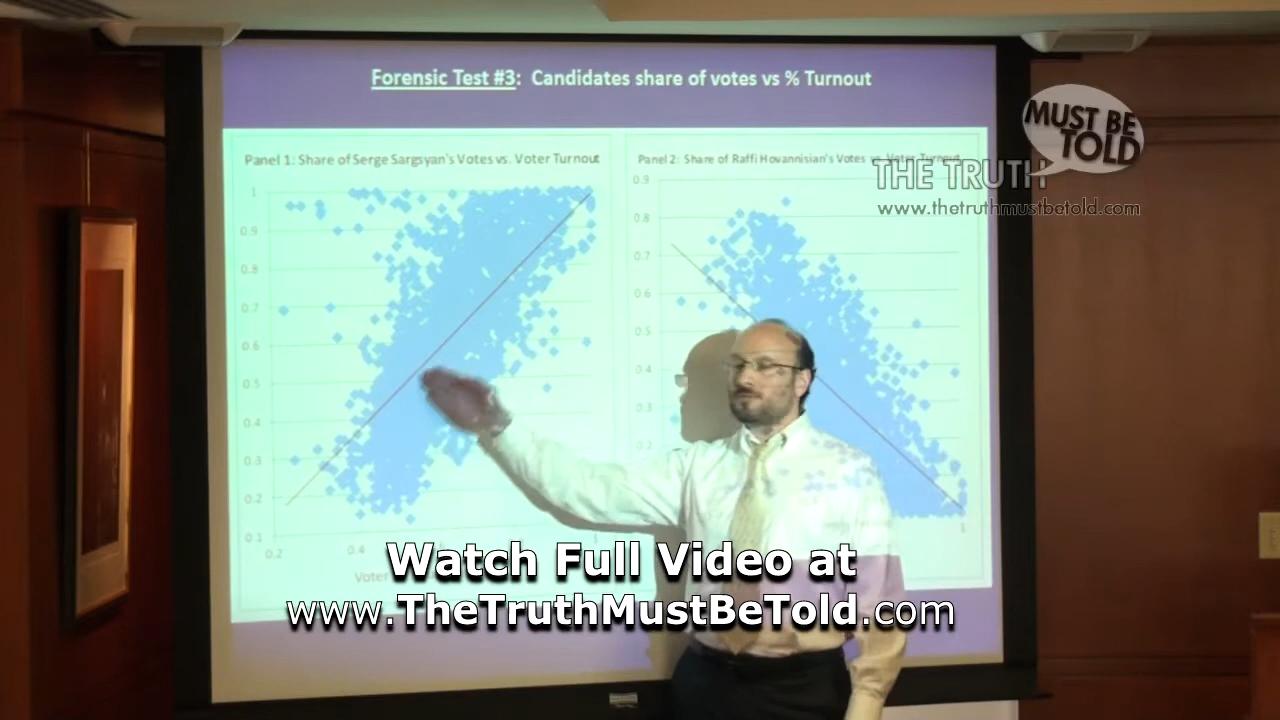 Forensic Test #3: Candidates share of votes vs % Turnout
MUST BE
TOLD
THE TRUTH
www.thetruthmustbetold.com
Panel 1: Share of Serge Sargsyan's Votes vs. Voter Turnout
1
0.9
0.8
0.7
0.6
0.5
0.4
0.3
0.2
0.1
0.2
0.4
1
Panel 2: Share of Raffi Hovannisian's Votes vs. Voter Turnout
0.9
0.8
0.7
0.6
0.5
0.4
0.3
0.2
1
Watch Full Video at
www.TheTruthMustBeTold.com